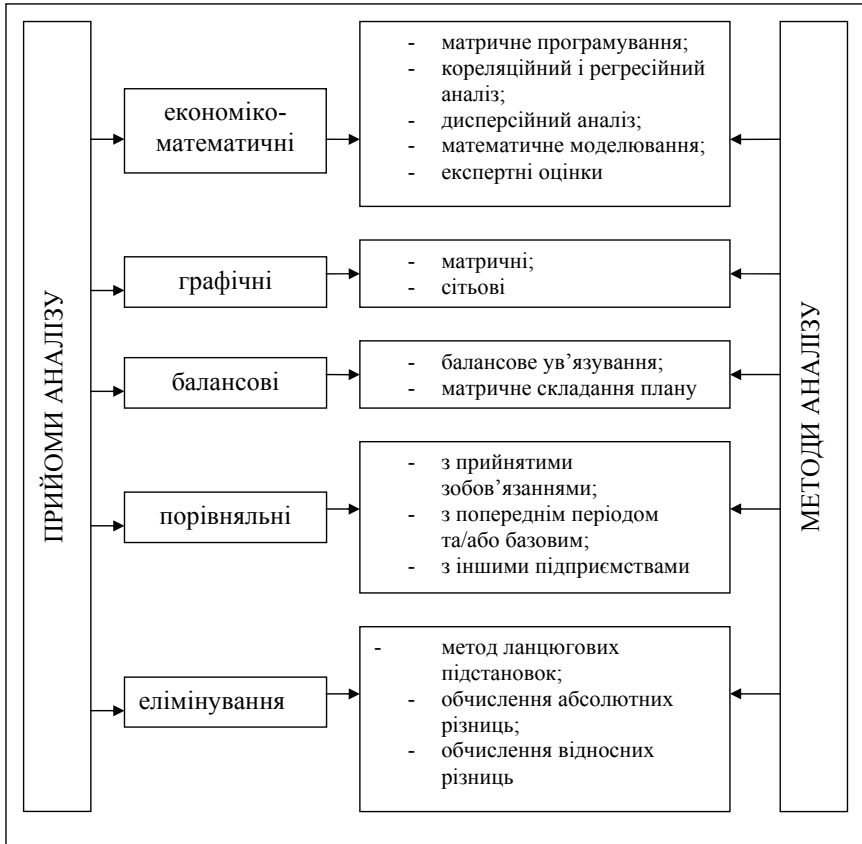 ПРИЙОМИ АНАЛІЗУ
економіко-
математичні
- матричне програмування;
- кореляційний і регресійний
аналіз;
- дисперсійний аналіз;
- математичне моделювання;
- експертні оцінки
графічні
- матричні;
- сітьові
балансові
- балансове ув’язування;
- матричне складання плану
порівняльні
- з прийнятими
зобов’язаннями;
- з попереднім періодом
та/або базовим;
- з іншими підприємствами
елімінування
- метод ланцюгових
підстановок;
- обчислення абсолютних
різниць;
- обчислення відносних
різниць
МЕТОДИ АНАЛІЗУ